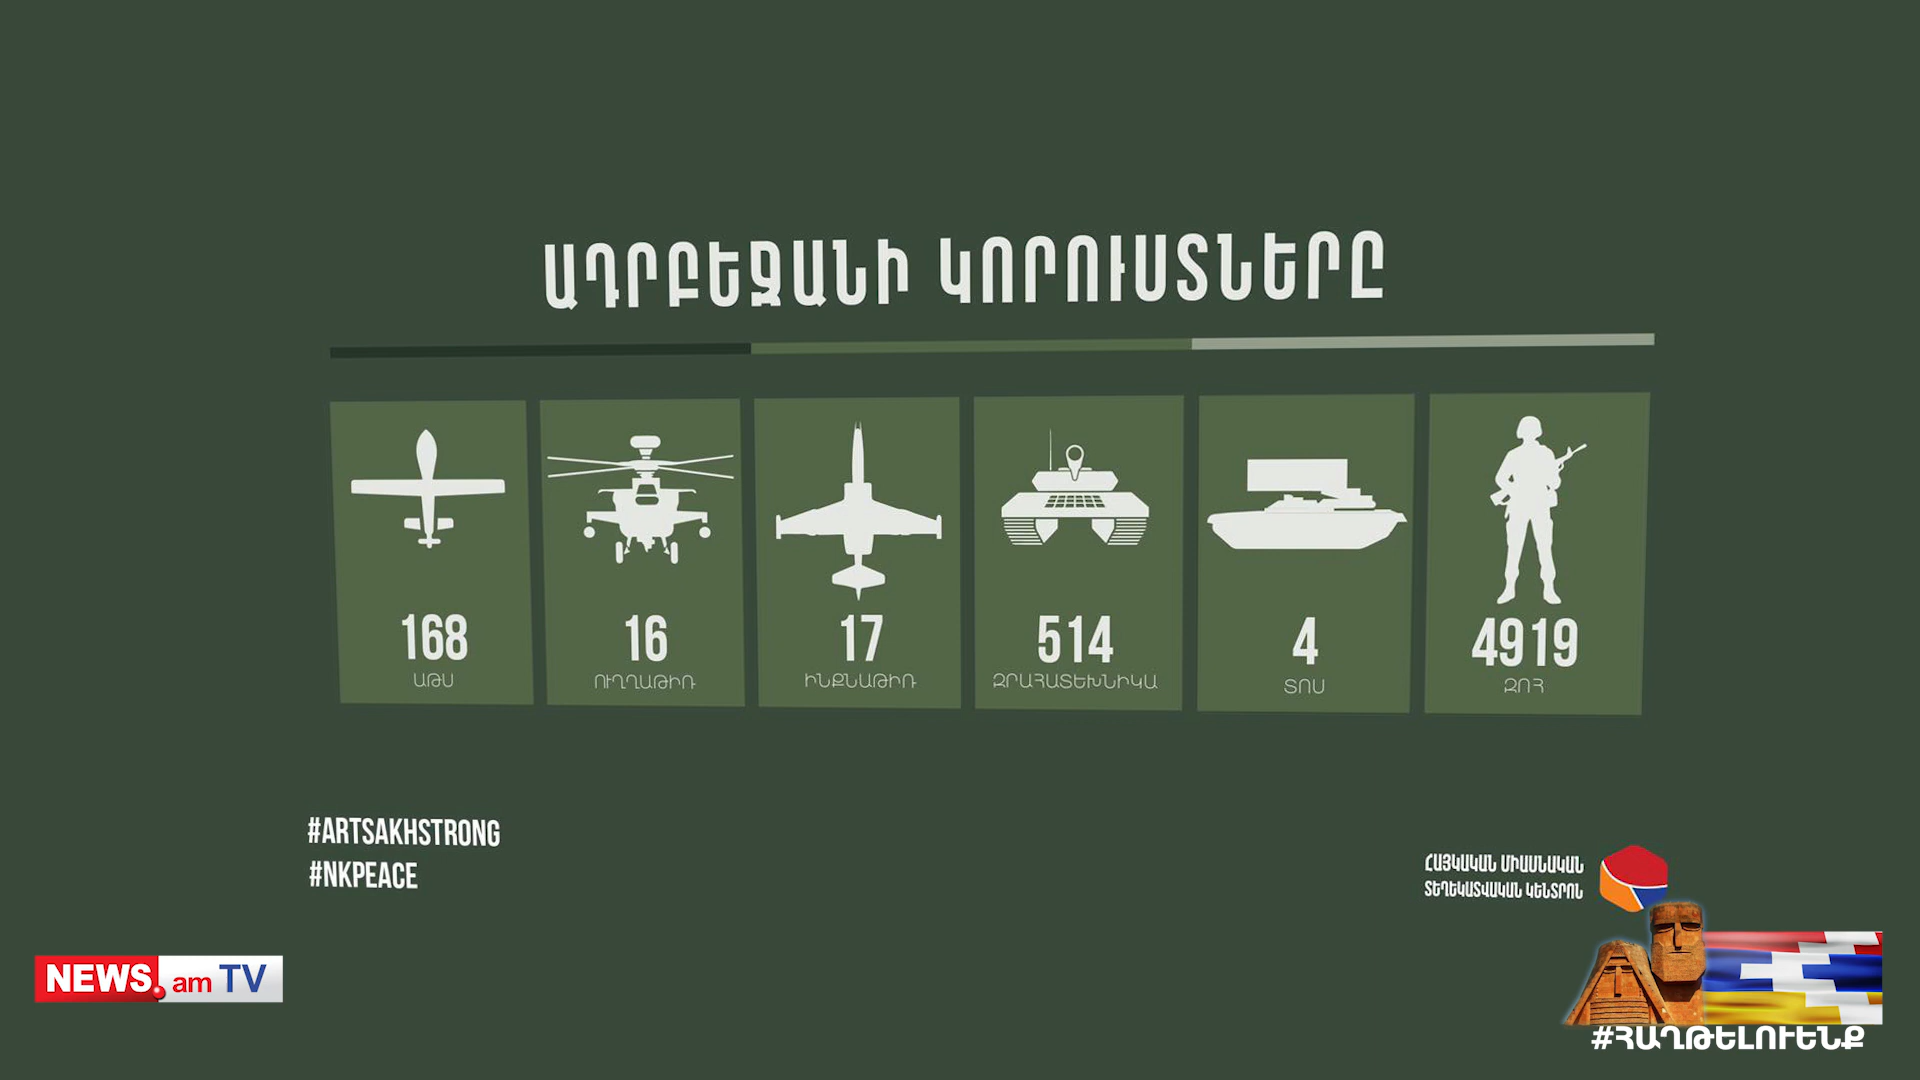 ԱԴՐԲԵՋԱՆԻ ԿՈՐՈՒՍՏՆԵՐԸ
168
ԱԹՍ
16
ՈՒՂՂԱԹԻՌ
17
ԻՆՔՆԱԹԻՌ
514
ԶՐԱՀԱՏԵԽՆԻԿԱ
4
ՏՈՍ
4919
ԶՈՀ
#ARTSAKHSTRONG
#NKPEACE
ՀԱՅԿԱԿԱՆ ՄԻԱՍՆԱԿԱՆ
ՏԵՂԵԿԱՏՎԱԿԱՆ ԿԵՆՏՐՈՆ
NEWS.am TV
#ՀԱՂԹԵԼՈՒԵՆՔ